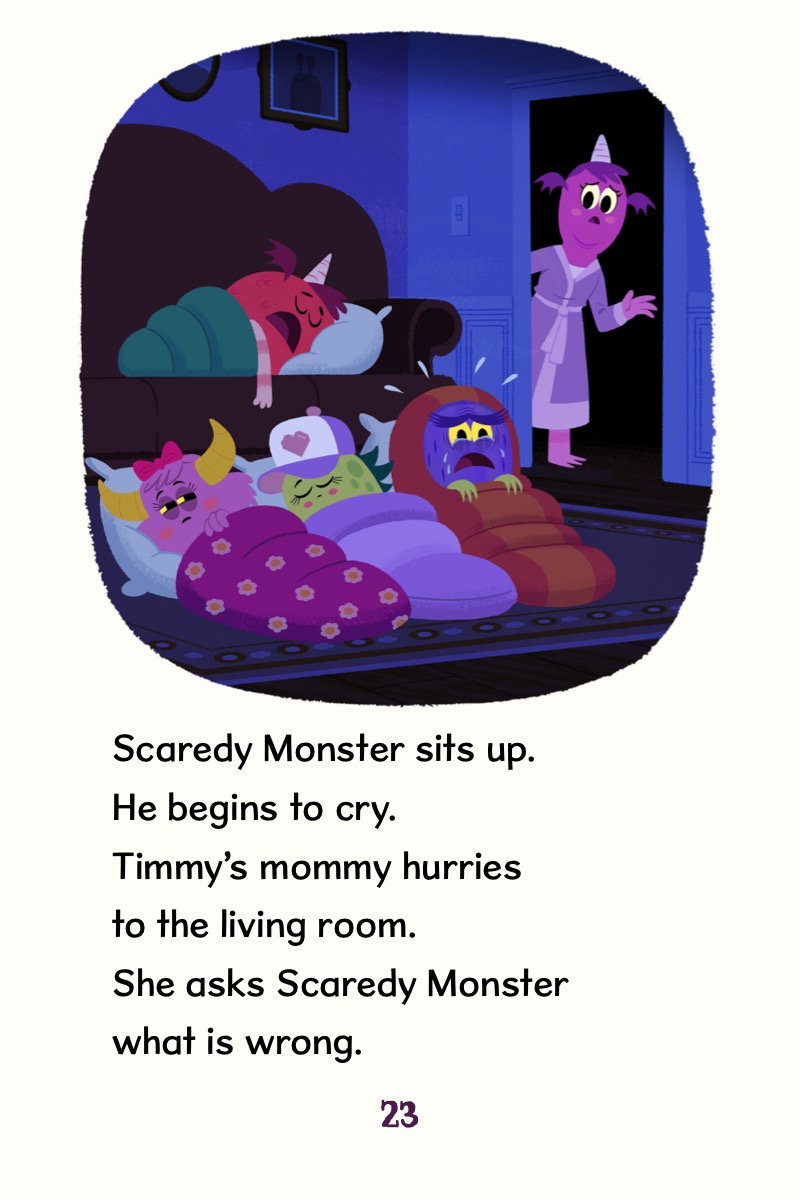 Scaredy Monster sits up.
He begins to cry.
Timmy’s mommy hurries
to the living room.
She asks Scaredy Monster
what is wrong.
23